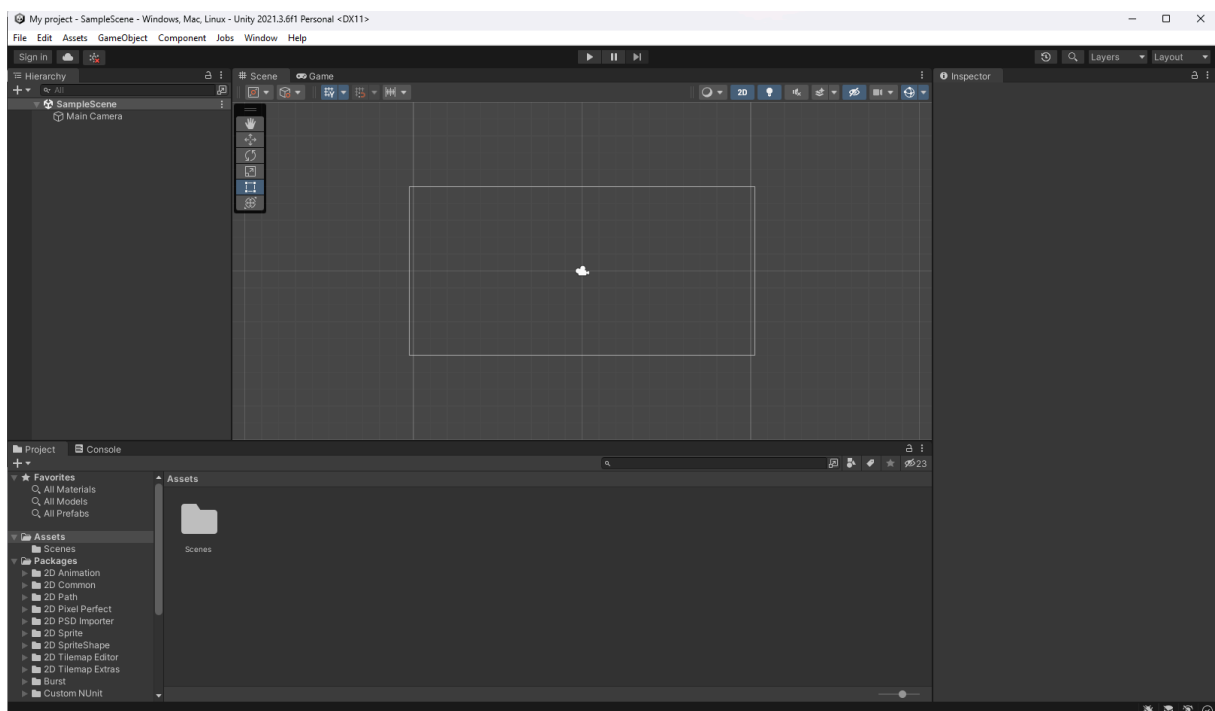 My project - SampleScene - Windows, Mac, Linux - Unity 2021.3.6f1 Personal <DX11>
File Edit Assets GameObject Component Jobs Window Help
Sign in Layers Layout
Hierarchy
All
SampleScene
Main Camera
Scene Game
2D
Inspector
Project Console
23
Favorites
All Materials
All Models
All Prefabs
Assets
Scenes
Packages
2D Animation
2D Common
2D Path
2D Pixel Perfect
2D PSD Importer
2D Sprite
2D SpriteShape
2D Tilemap Editor
2D Tilemap Extras
Burst
Custom NUnit
Assets
Scenes